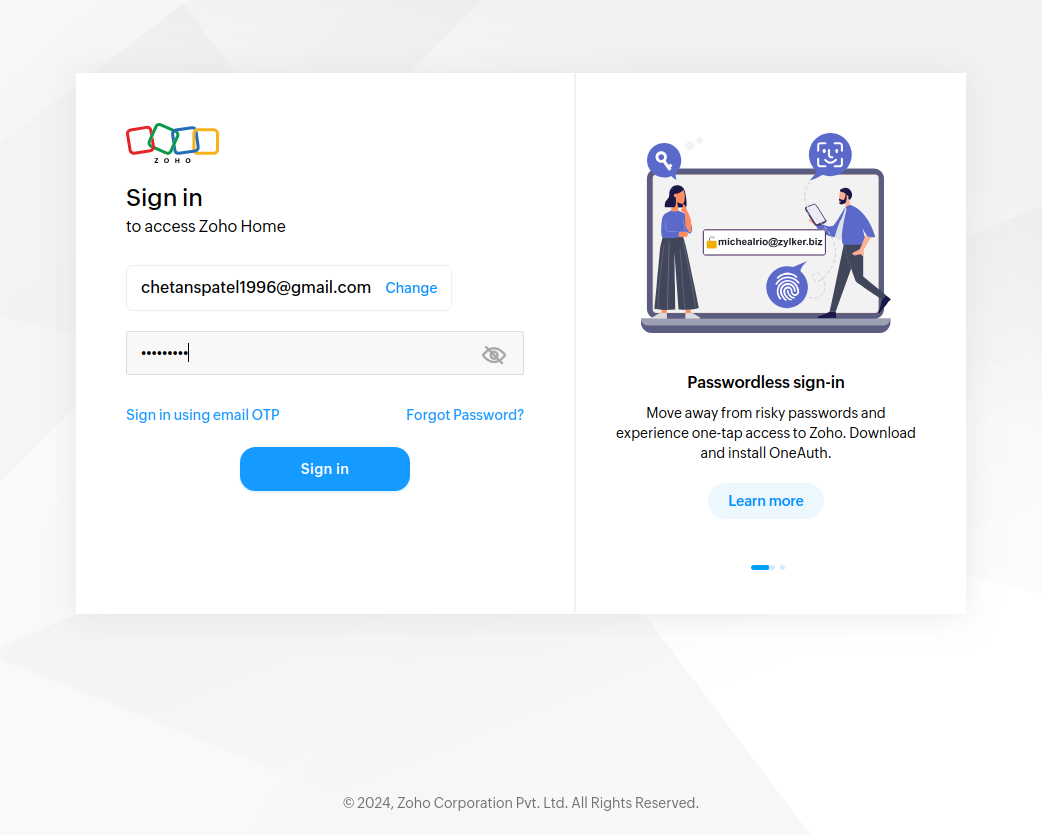 ZOHO
Sign in
to access Zoho Home
chetanspatel1996@gmail.com Change
•••••••••
Sign in using email OTP Forgot Password?
Sign in
michealrio@zylker.biz
Passwordless sign-in
Move away from risky passwords and
experience one-tap access to Zoho. Download
and install OneAuth.
Learn more
© 2024, Zoho Corporation Pvt. Ltd. All Rights Reserved.